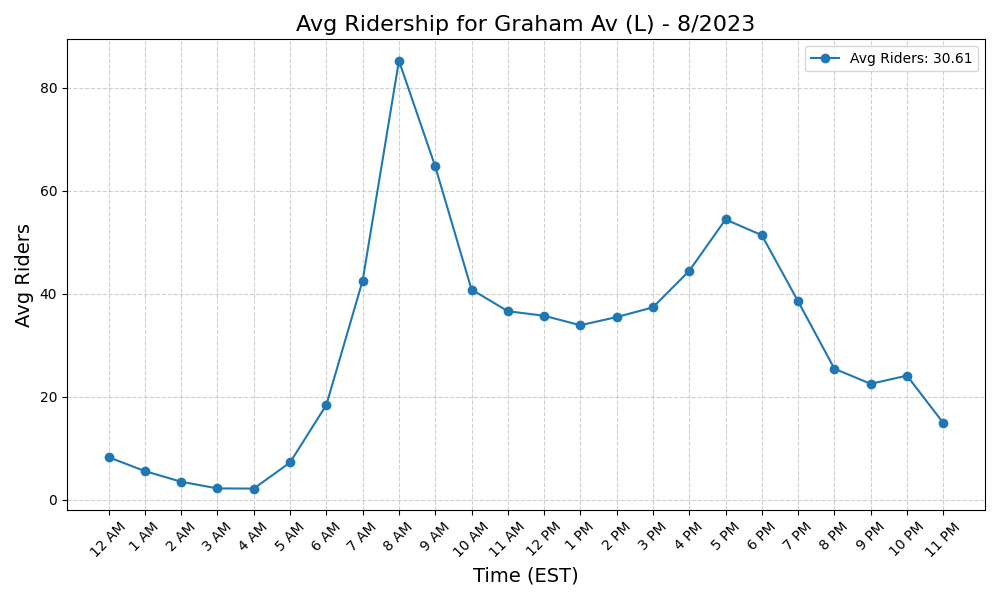 Avg Ridership for Graham Av (L) - 8/2023
Avg Riders: 30.61
Avg Riders
80
60
40
20
0
12 AM
1 AM
2 AM
3 AM
4 AM
5 AM
6 AM
7 AM
8 AM
9 AM
10 AM
11 AM
12 PM
1 PM
2 PM
3 PM
4 PM
5 PM
6 PM
7 PM
8 PM
9 PM
10 PM
11 PM
Time (EST)